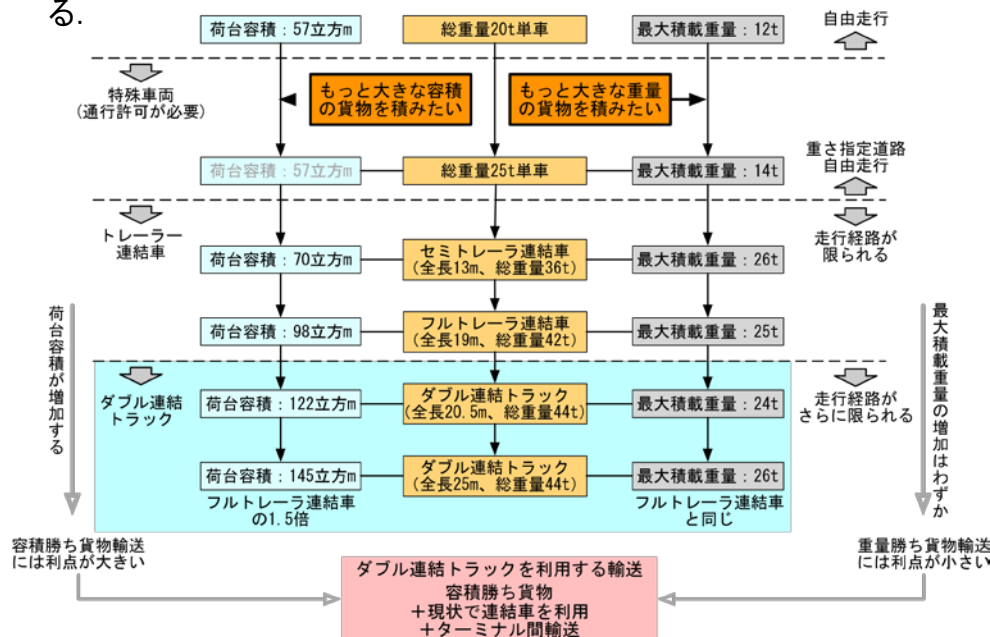 る.
荷台容積：57立方m
総重量20t単車
最大積載重量：12t
自由走行
特殊車両
(通行許可が必要)
もっと大きな容積
の貨物を積みたい
もっと大きな重量
の貨物を積みたい
荷台容積：57立方m
総重量25t単車
最大積載重量：14t
重さ指定道路
自由走行
トレーラー
連結車
走行経路が
限られる
荷台容積：70立方m
セミトレーラ連結車
(全長13m、総重量36t)
最大積載重量：26t
荷台容積：98立方m
フルトレーラ連結車
(全長19m、総重量42t)
最大積載重量：25t
荷台容積が増加する
最大積載重量の増加はわずか
ダブル連結
トラック
走行経路が
さらに限られる
荷台容積：122立方m
ダブル連結トラック
(全長20.5m、総重量44t)
最大積載重量：24t
荷台容積：145立方m
ダブル連結トラック
(全長25m、総重量44t)
最大積載重量：26t
フルトレーラ連結車
の1.5倍
フルトレーラ連結車
と同じ
容積勝ち貨物輸送
には利点が大きい
重量勝ち貨物輸送
には利点が小さい
ダブル連結トラックを利用する輸送
容積勝ち貨物
＋現状で連結車を利用
＋ターミナル間輸送